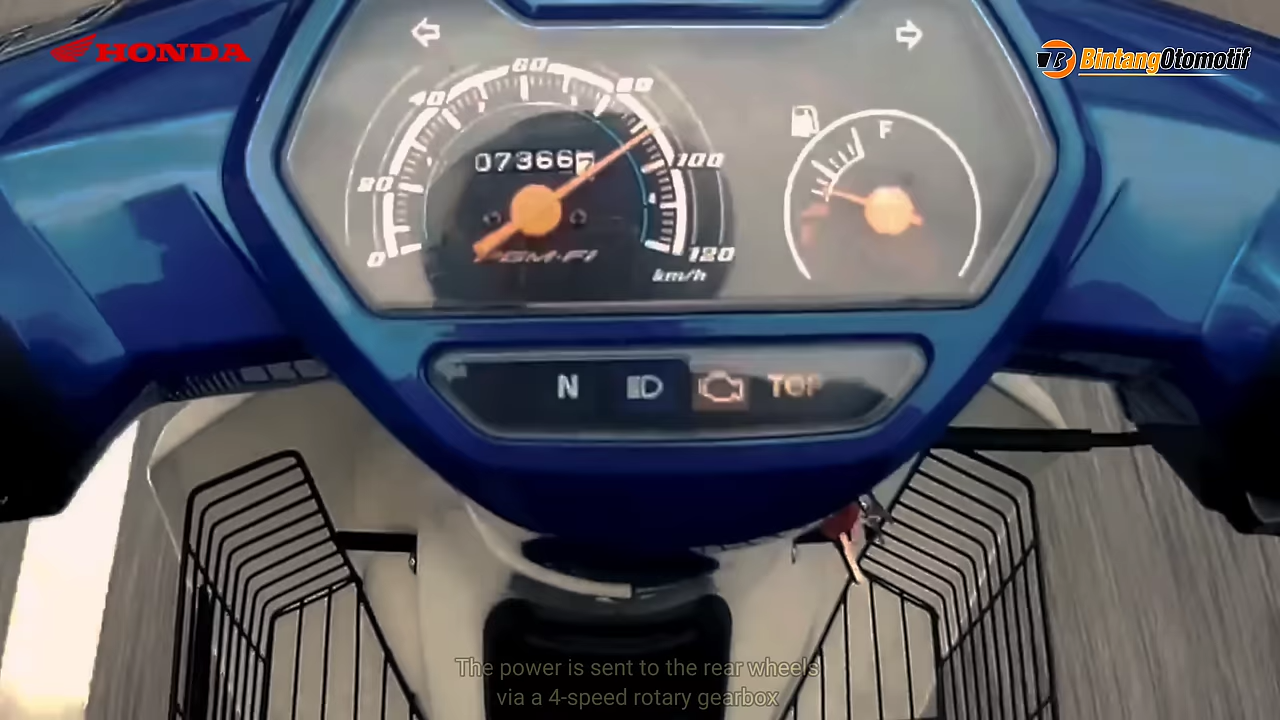 HONDA
BintangOtomotif
60
40
80
20
100
07366
0
120
PGM-FI
km/h
F
N
TOP
The power is sent to the rear wheels
via a 4-speed rotary gearbox